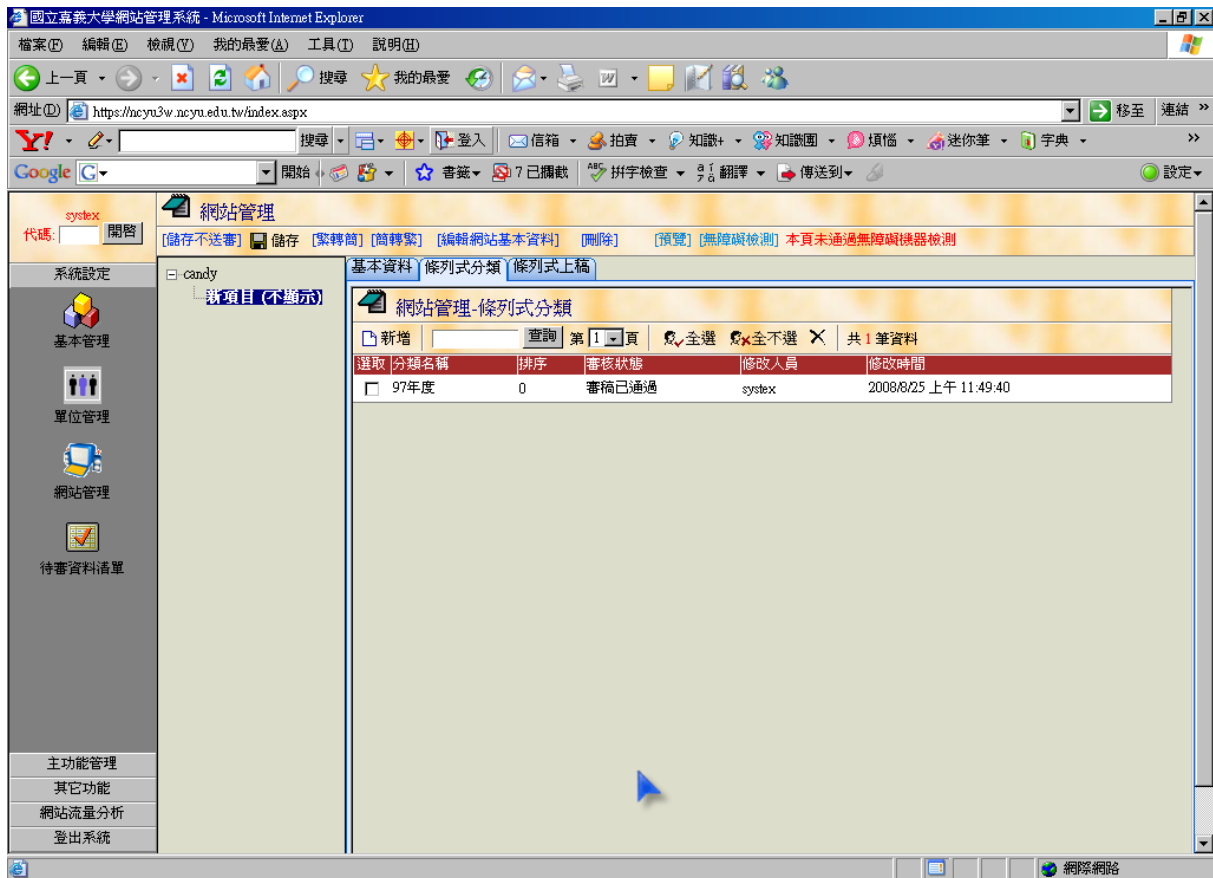 國立嘉義大學網站管理系統 - Microsoft Internet Explorer
檔案(F) 編輯(E) 檢視(V) 我的最愛(A) 工具(T) 說明(H)
上一頁 搜尋 我的最愛
網址(D) https://ncyu3w.ncyu.edu.tw/index.aspx 移至 連結 »
Y! 搜尋 登入 信箱 拍賣 知識+ 知識團 煩惱 迷你筆 字典 »
Google G 開始 書籤 7 已攔截 拼字檢查 翻譯 傳送到 設定
systex
代碼: 開啓
網站管理
[儲存不送審] 儲存 [繁轉簡] [簡轉繁] [編輯網站基本資料] [刪除] [預覽] [無障礙檢測] 本頁未通過無障礙機器檢測
系統設定
基本管理
單位管理
網站管理
待審資料清單
主功能管理
其它功能
網站流量分析
登出系統
candy
新項目 (不顯示)
基本資料 條列式分類 條列式上稿
網站管理-條列式分類
新增 查詢 第 1 頁 全選 全不選 共 1 筆資料
選取 分類名稱 排序 審核狀態 修改人員 修改時間
97年度 0 審稿已通過 systex 2008/8/25 上午 11:49:40
網際網路